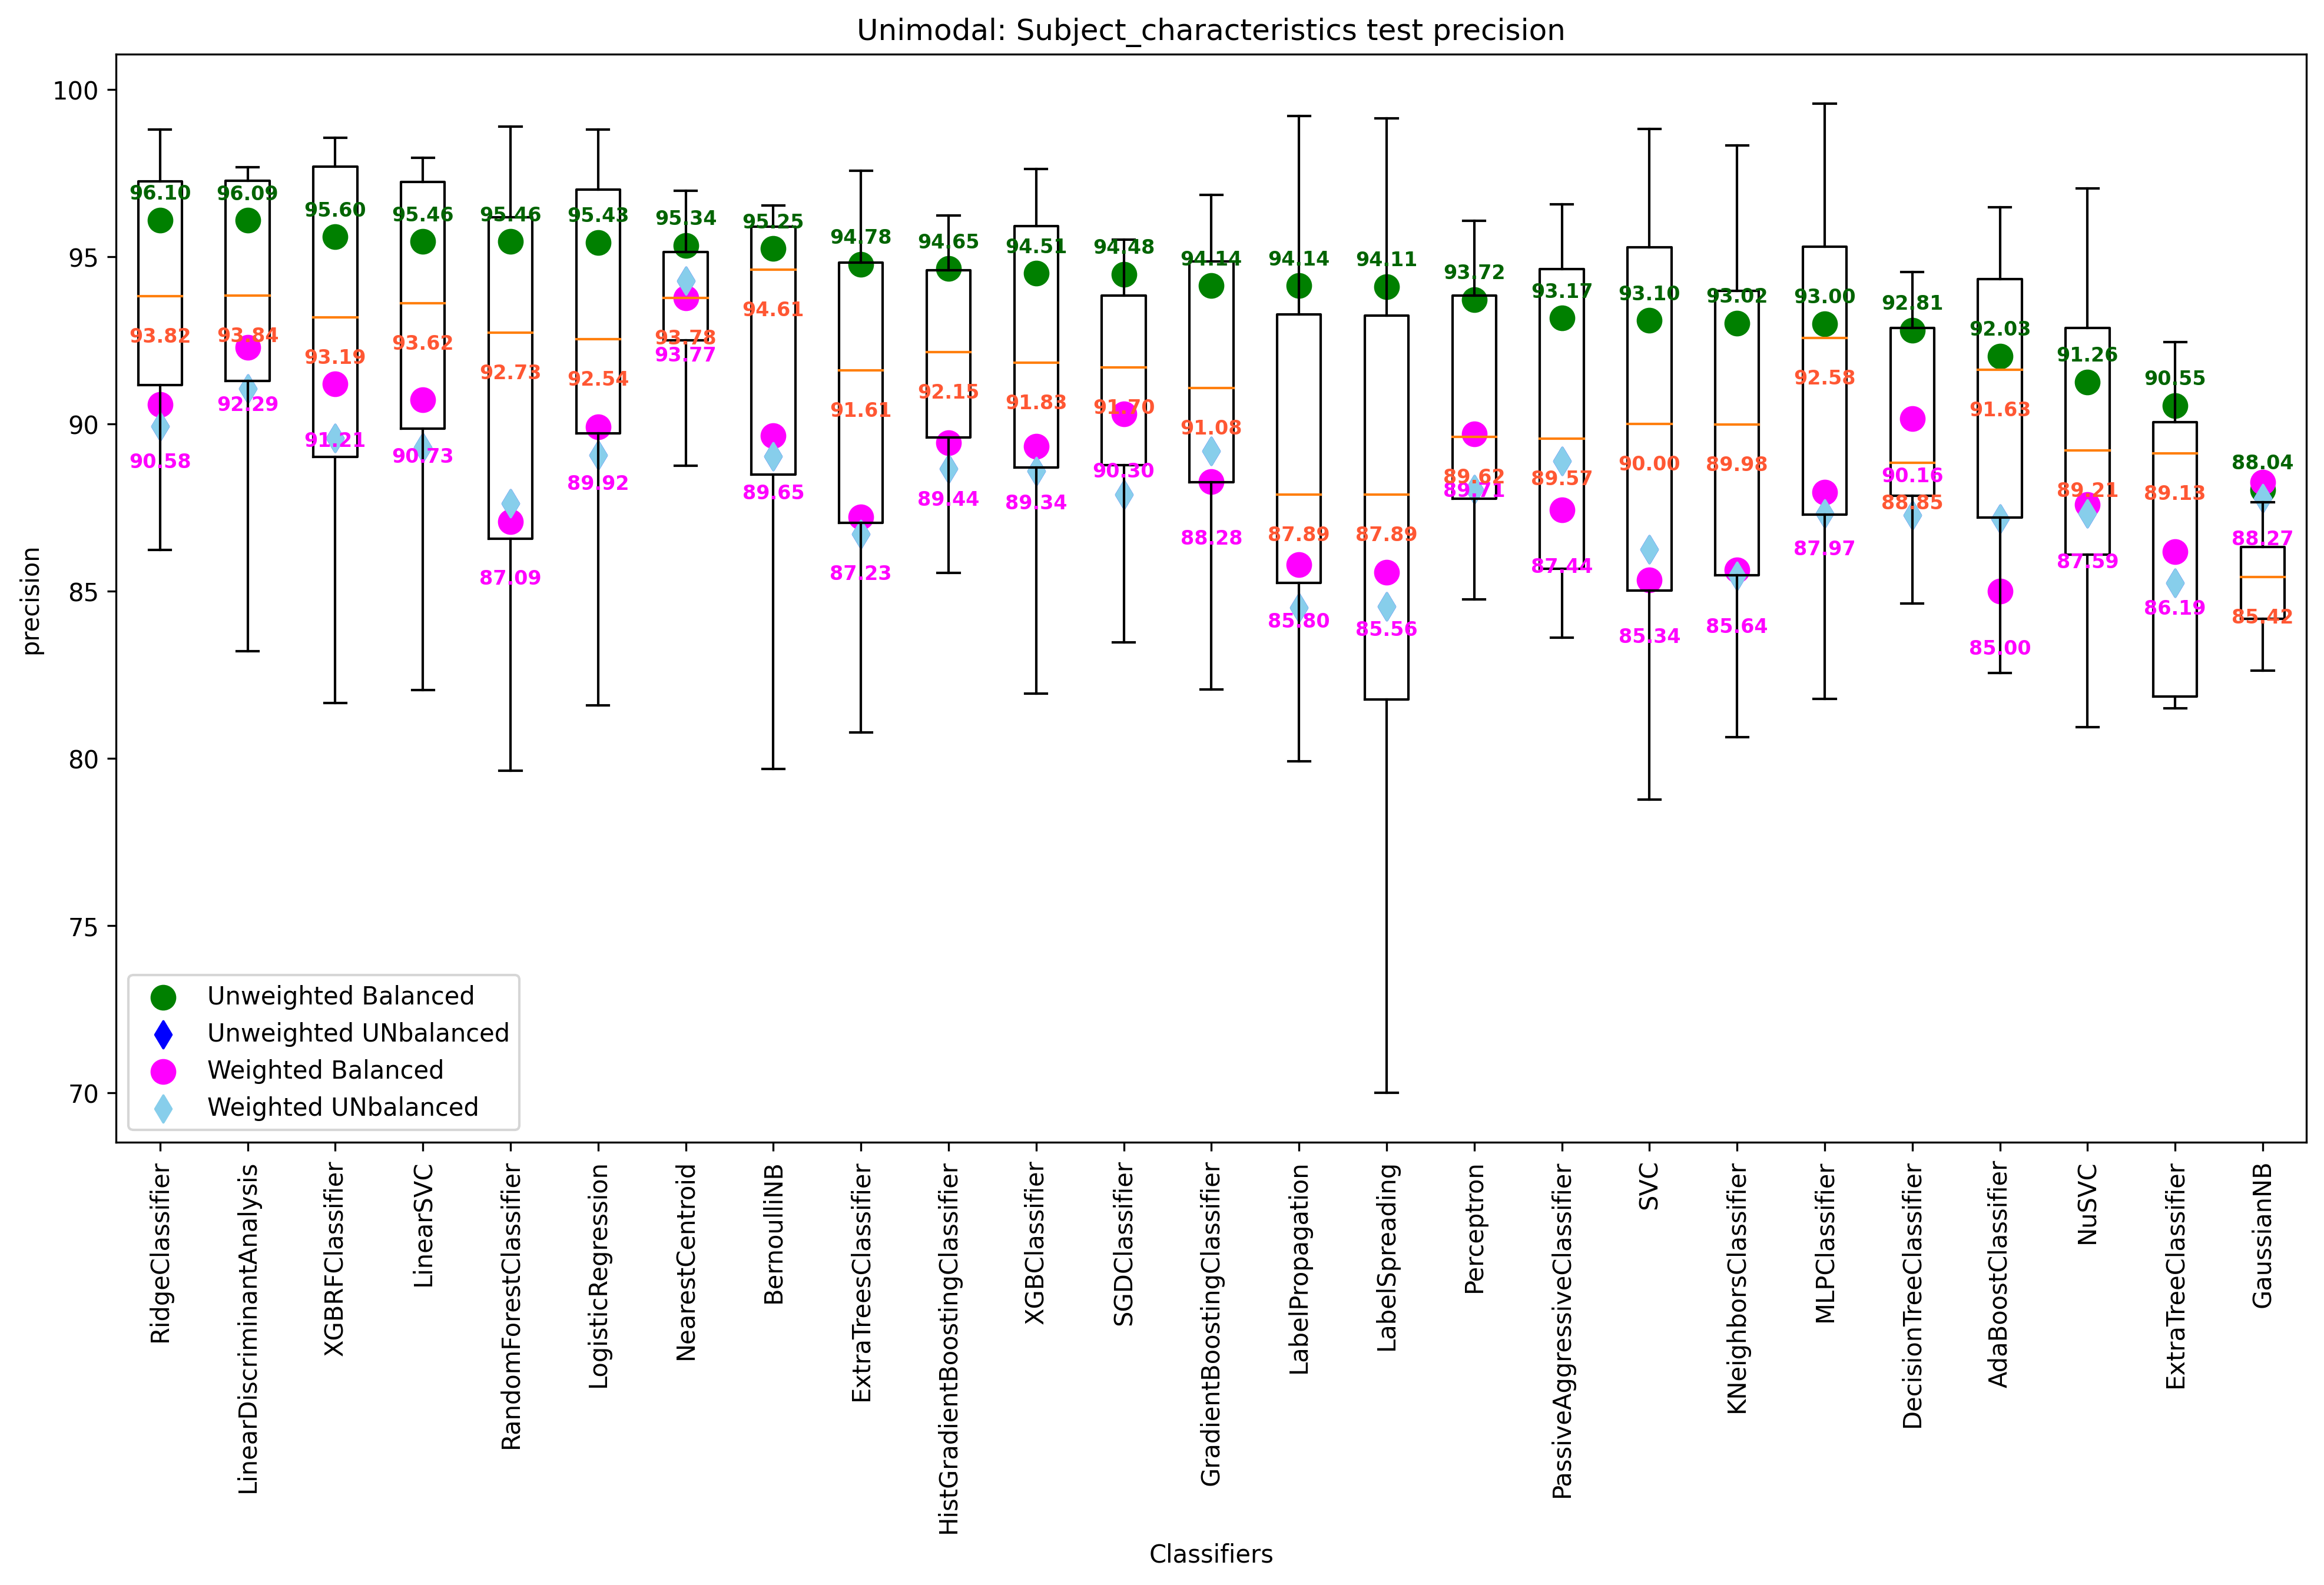 Unimodal: Subject_characteristics test precision
precision
100
95
90
85
80
75
70
96.10
96.09
95.60
95.46
95.46
95.43
95.34
95.25
94.78
94.65
94.51
94.48
94.14
94.14
94.11
93.72
93.17
93.10
93.02
93.00
92.81
92.03
91.26
90.55
88.04
93.82
93.84
93.19
93.62
92.73
92.54
93.78
94.61
91.61
92.15
91.83
91.70
91.08
87.89
87.89
89.62
89.57
90.00
89.98
92.58
88.85
91.63
89.21
89.13
85.42
90.58
92.29
91.21
90.73
87.09
89.92
93.77
89.65
87.23
89.44
89.34
90.30
88.28
85.80
85.56
89.71
87.44
85.34
85.64
87.97
90.16
85.00
87.59
86.19
88.27
Unweighted Balanced
Unweighted UNbalanced
Weighted Balanced
Weighted UNbalanced
RidgeClassifier
LinearDiscriminantAnalysis
XGBRFClassifier
LinearSVC
RandomForestClassifier
LogisticRegression
NearestCentroid
BernoulliNB
ExtraTreesClassifier
HistGradientBoostingClassifier
XGBClassifier
SGDClassifier
GradientBoostingClassifier
LabelPropagation
LabelSpreading
Perceptron
PassiveAggressiveClassifier
SVC
KNeighborsClassifier
MLPClassifier
DecisionTreeClassifier
AdaBoostClassifier
NuSVC
ExtraTreeClassifier
GaussianNB
Classifiers